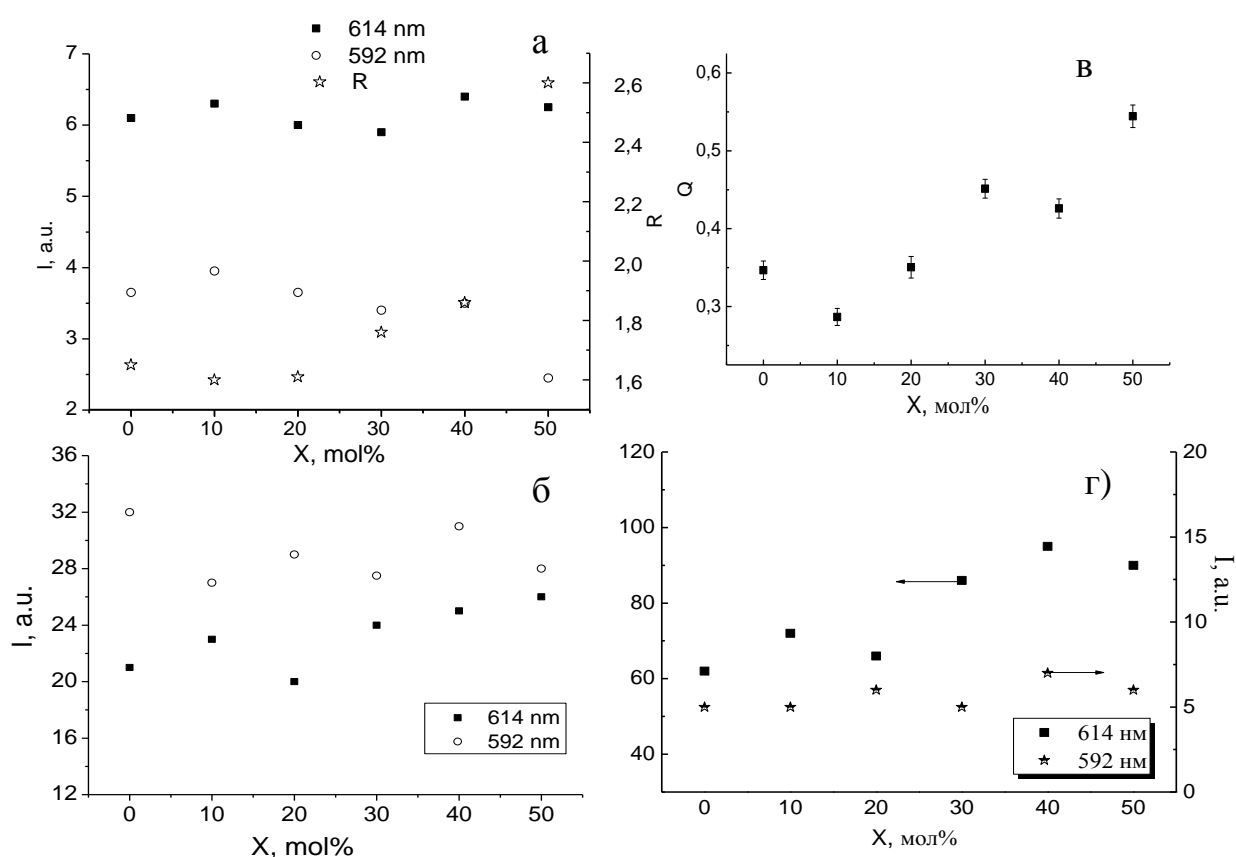 614 nm
592 nm
R
а
7
6
5
4
3
2
I, a.u.
2,6
2,4
2,2
2,0
1,8
1,6
R
0 10 20 30 40 50
X, mol%
в
0,6
0,5
0,4
0,3
Q
0 10 20 30 40 50
X, мол%
б
36
32
28
24
20
16
12
I, a.u.
614 nm
592 nm
0 10 20 30 40 50
X, mol%
г)
120
100
80
60
40
20
15
10
5
0
I, a.u.
614 нм
592 нм
0 10 20 30 40 50
X, мол%